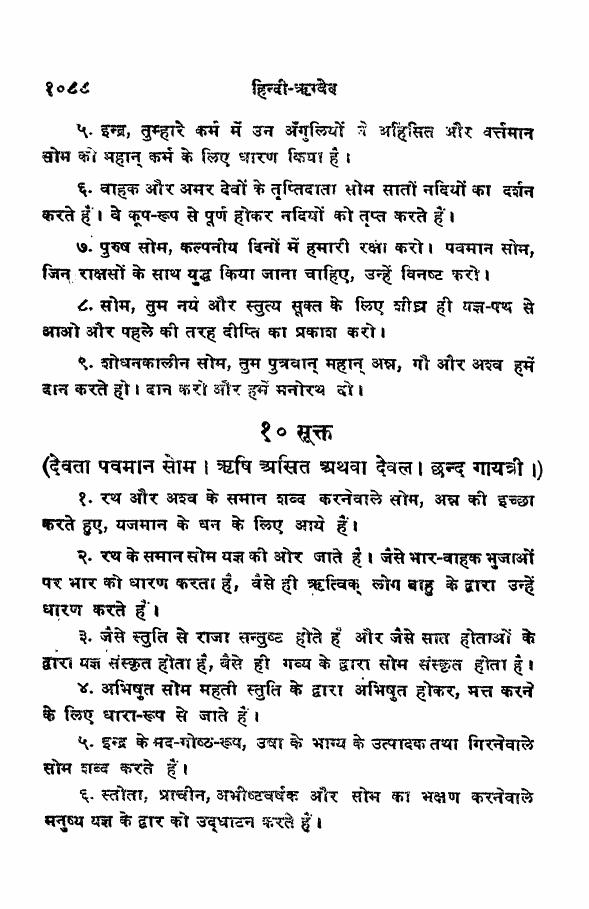 १०८८ हिन्दी-ऋग्वेद
५. इन्द्र, तुम्हारे कर्म में उन अँगुलियों ने अहिंसित और वर्त्तमान
सोम को महान् कर्म के लिए धारण किया है।
६. वाहक और अमर देवों के तृप्तिदाता सोम सातों नदियों का दर्शन
करते हैं। वे कूप-रूप से पूर्ण होकर नदियों को तृप्त करते हैं।
७. पुरुष सोम, कल्पनीय दिनों में हमारी रक्षा करो। पवमान सोम,
जिन राक्षसों के साथ युद्ध किया जाना चाहिए, उन्हें विनष्ट करो।
८. सोम, तुम नये और स्तुत्य सूक्त के लिए शीघ्र ही यज्ञ-पथ से
आओ और पहले की तरह दीप्ति का प्रकाश करो।
९. शोधनकालीन सोम, तुम पुत्रवान् महान् अन्न, गौ और अश्व हमें
दान करते हो। दान करो और हमें मनोरथ दो।
१० सूक्त
(देवता पवमान सोम। ऋषि असित अथवा देवल। छन्द गायत्री।)
१. रथ और अश्व के समान शब्द करनेवाले सोम, अन्न की इच्छा
करते हुए, यजमान के धन के लिए आये हैं।
२. रथ के समान सोम यज्ञ की ओर जाते हैं। जैसे भार-वाहक भुजाओं
पर भार को धारण करता है, वैसे ही ऋत्विक् लोग बाहु के द्वारा उन्हें
धारण करते हैं।
३. जैसे स्तुति से राजा सन्तुष्ट होते हैं और जैसे सात होताओं के
द्वारा यज्ञ संस्कृत होता है, वैसे ही गव्य के द्वारा सोम संस्कृत होता है।
४. अभिषुत सोम महती स्तुति के द्वारा अभिषुत होकर, मत्त करने
के लिए धारा-रूप से जाते हैं।
५. इन्द्र के मद-गोष्ठ-रूप, उषा के भाग्य के उत्पादक तथा गिरनेवाले
सोम शब्द करते हैं।
६. स्तोता, प्राचीन, अभीष्टवर्षक और सोम का भक्षण करनेवाले
मनुष्य यज्ञ के द्वार को उद्घाटन करते हैं।